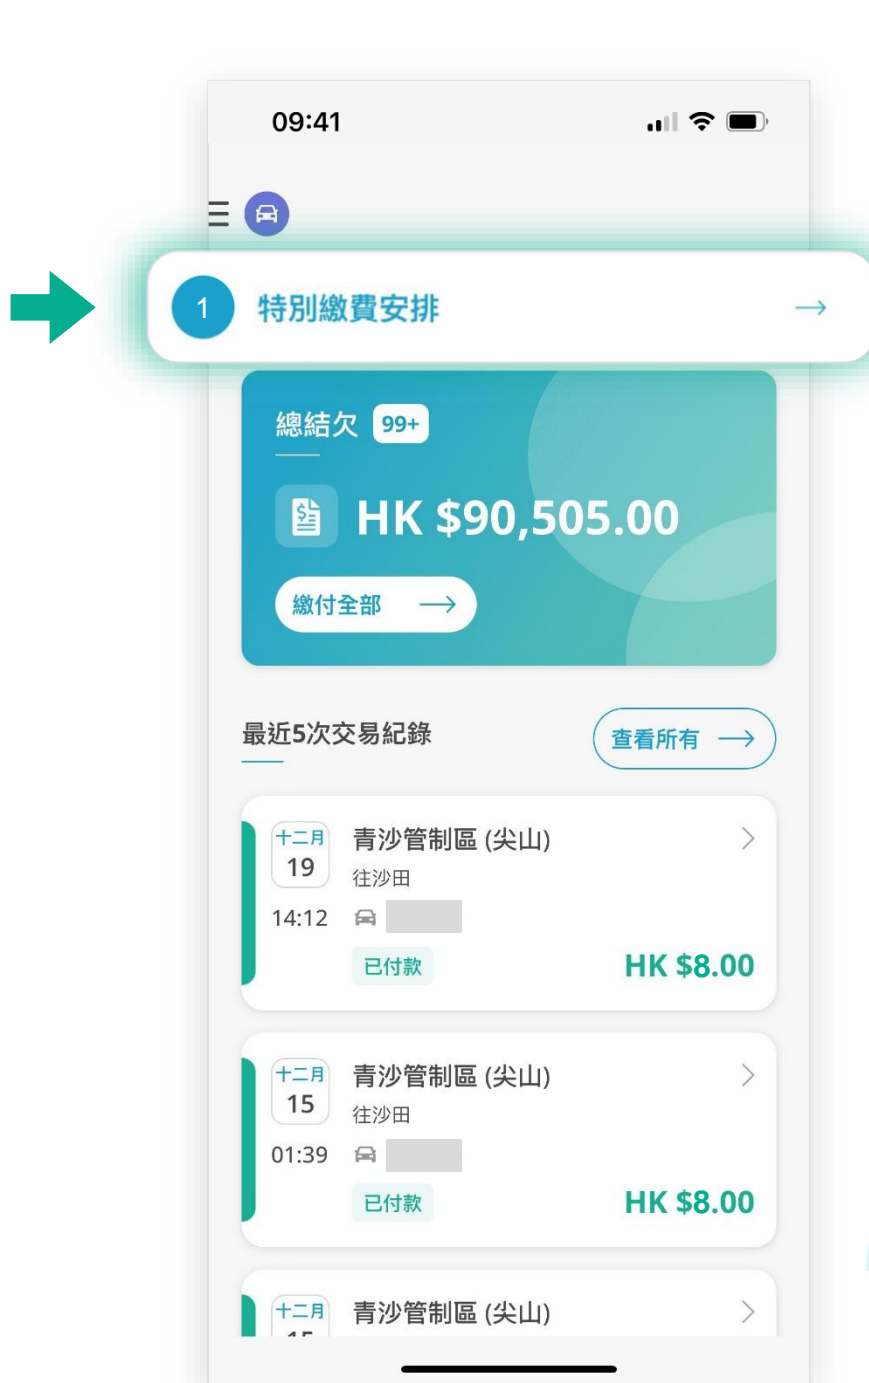 09:41
1 特別繳費安排
總結欠 99+
HK $90,505.00
繳付全部
最近5次交易紀錄
查看所有
十二月
19
青沙管制區 (尖山)
往沙田
14:12
已付款
HK $8.00
十二月
15
青沙管制區 (尖山)
往沙田
01:39
已付款
HK $8.00
十二月
青沙管制區 (尖山)